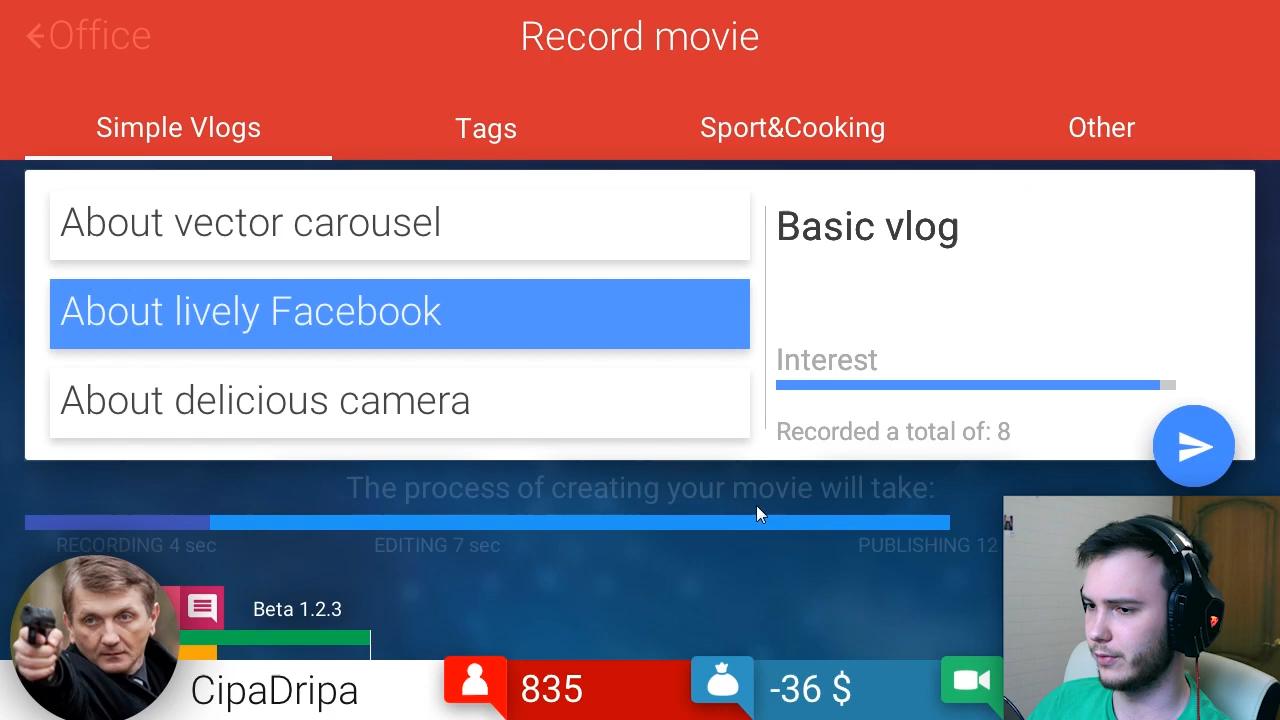 Office
Record movie
Simple Vlogs
Tags
Sport&Cooking
Other
About vector carousel
About lively Facebook
About delicious camera
Basic vlog
Interest
Recorded a total of: 8
The process of creating your movie will take:
RECORDING 4 sec
EDITING 7 sec
PUBLISHING 12
Beta 1.2.3
CipaDripa
835
-36 $